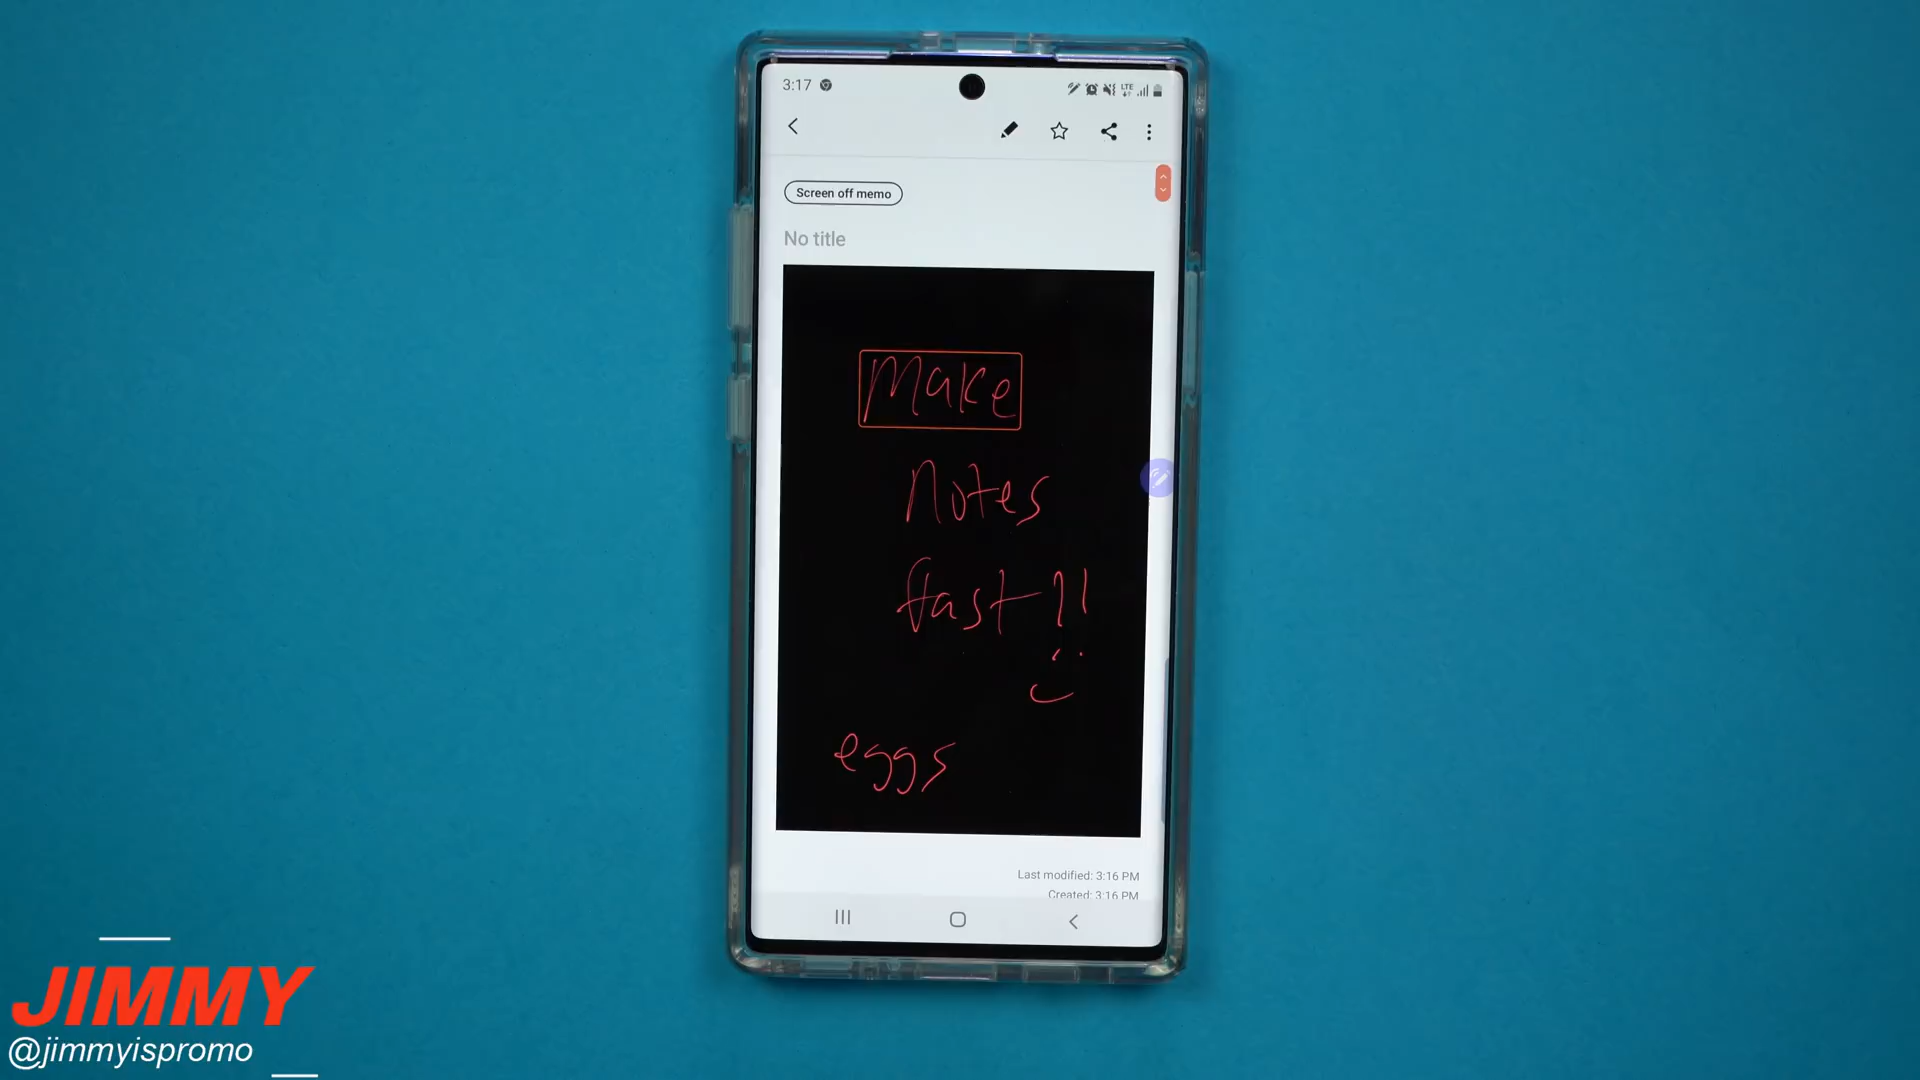 3:17
LTE
Screen off memo
No title
Make
Notes
fast!!
eggs
Last modified: 3:16 PM
Created: 3:16 PM
JIMMY
@jimmyispromo